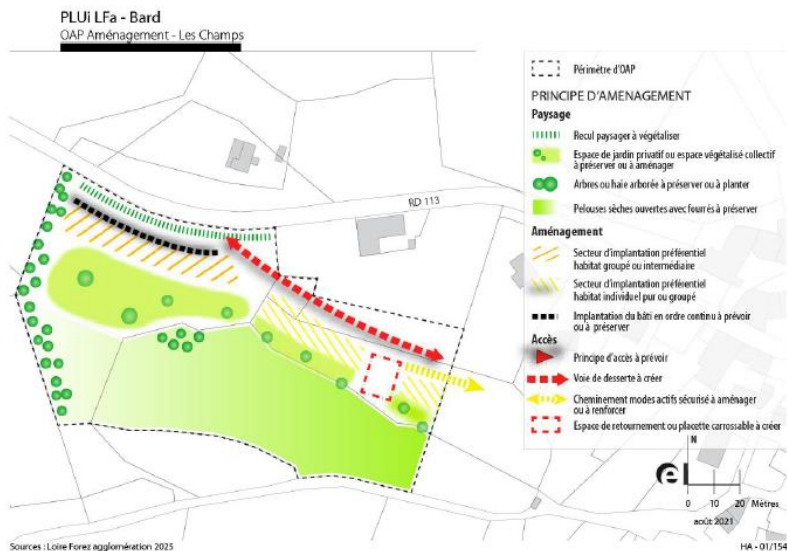 PLUi LFa - Bard
OAP Aménagement - Les Champs
RD 113
Périmètre d'OAP
PRINCIPE D'AMENAGEMENT
Paysage
Recul paysager à végétaliser
Espace de jardin privatif ou espace végétalisé collectif
à préserver ou à aménager
Arbres ou haie arborée à préserver ou à planter
Pelouses sèches ouvertes avec fourrés à préserver
Aménagement
Secteur d'implantation préférentiel
habitat groupé ou intermédiaire
Secteur d'implantation préférentiel
habitat individuel pur ou groupé
Implantation du bâti en ordre continu à prévoir
ou à préserver
Accès
Principe d'accès à prévoir
Voie de desserte à créer
Cheminement modes actifs sécurisé à aménager
ou à renforcer
Espace de retournement ou placette carrossable à créer
N
0 10 20 Mètres
août 2021
Sources : Loire Forez agglomération 2025
HA - 01/154